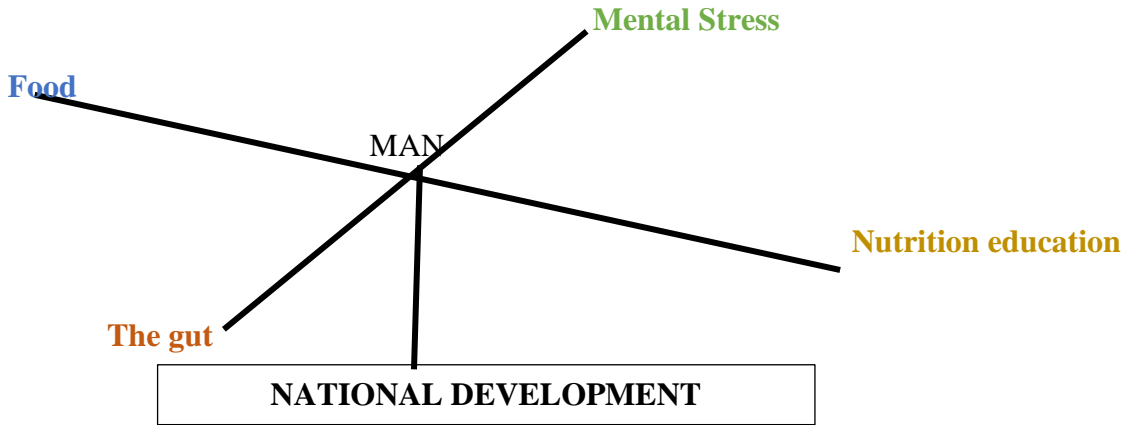 Mental Stress
Food
MAN
Nutrition education
The gut
NATIONAL DEVELOPMENT